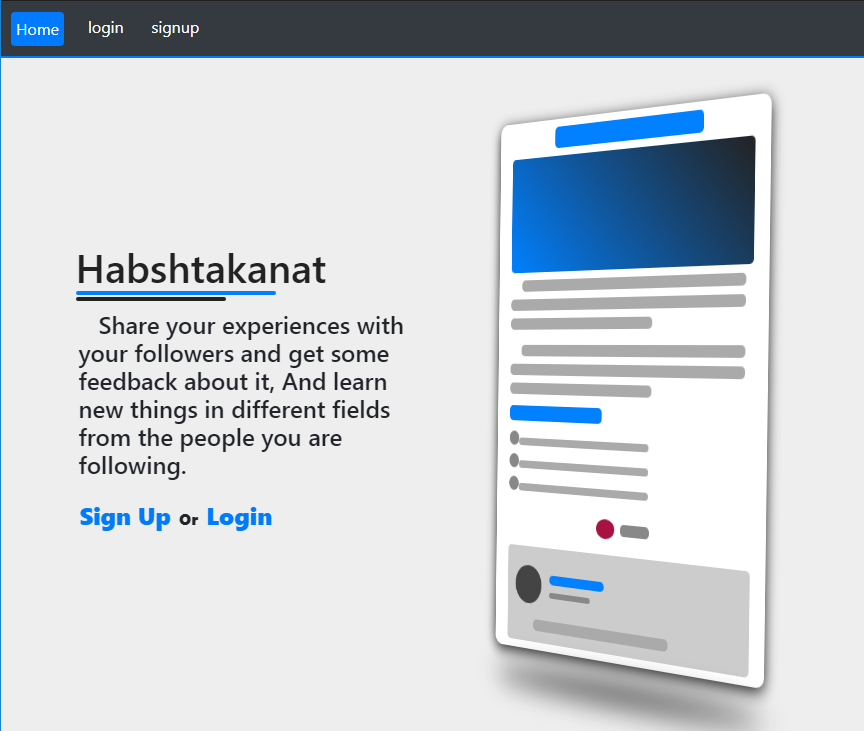 Home login signup
Habshtakanat
Share your experiences with
your followers and get some
feedback about it, And learn
new things in different fields
from the people you are
following.
Sign Up or Login